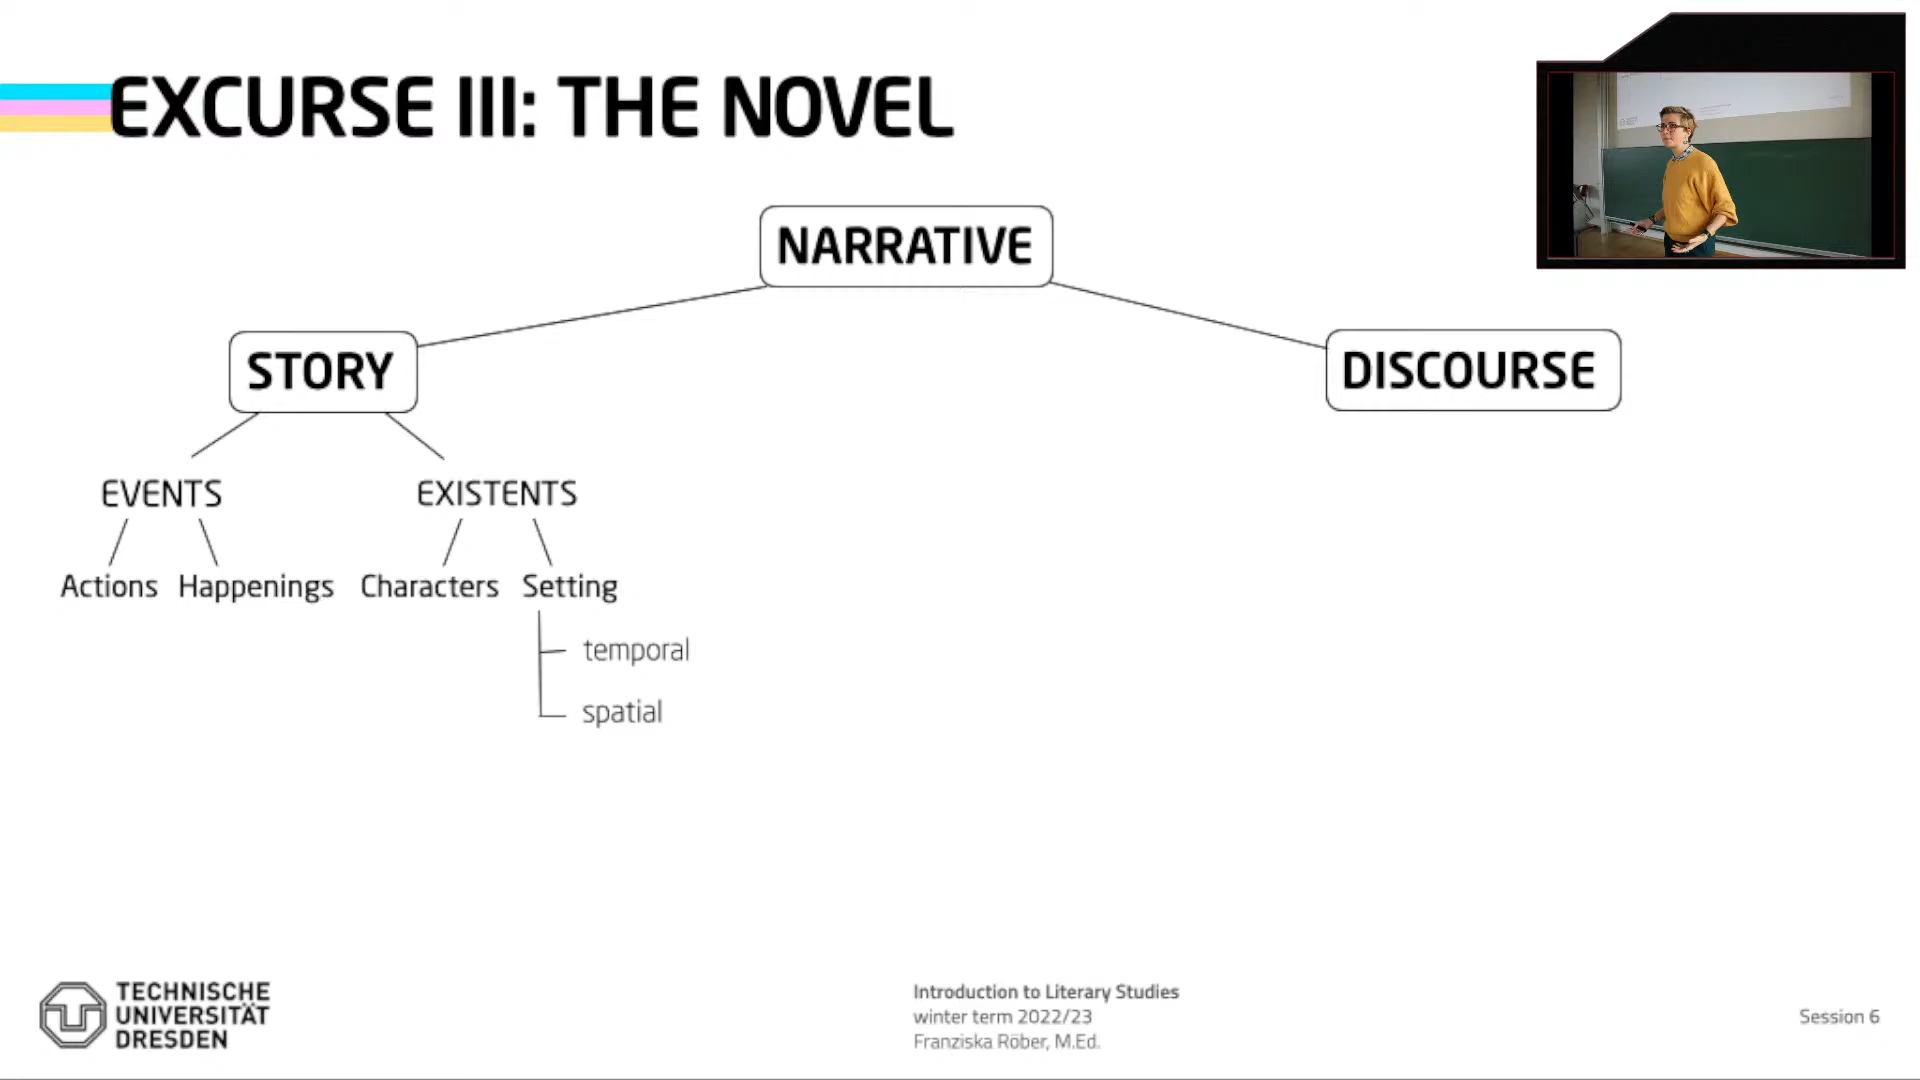 EXCURSE III: THE NOVEL
NARRATIVE
STORY
DISCOURSE
EVENTS
EXISTENTS
Actions
Happenings
Characters
Setting
temporal
spatial
TECHNISCHE
UNIVERSITÄT
DRESDEN
Introduction to Literary Studies
winter term 2022/23
Franziska Röber, M.Ed.
Session 6